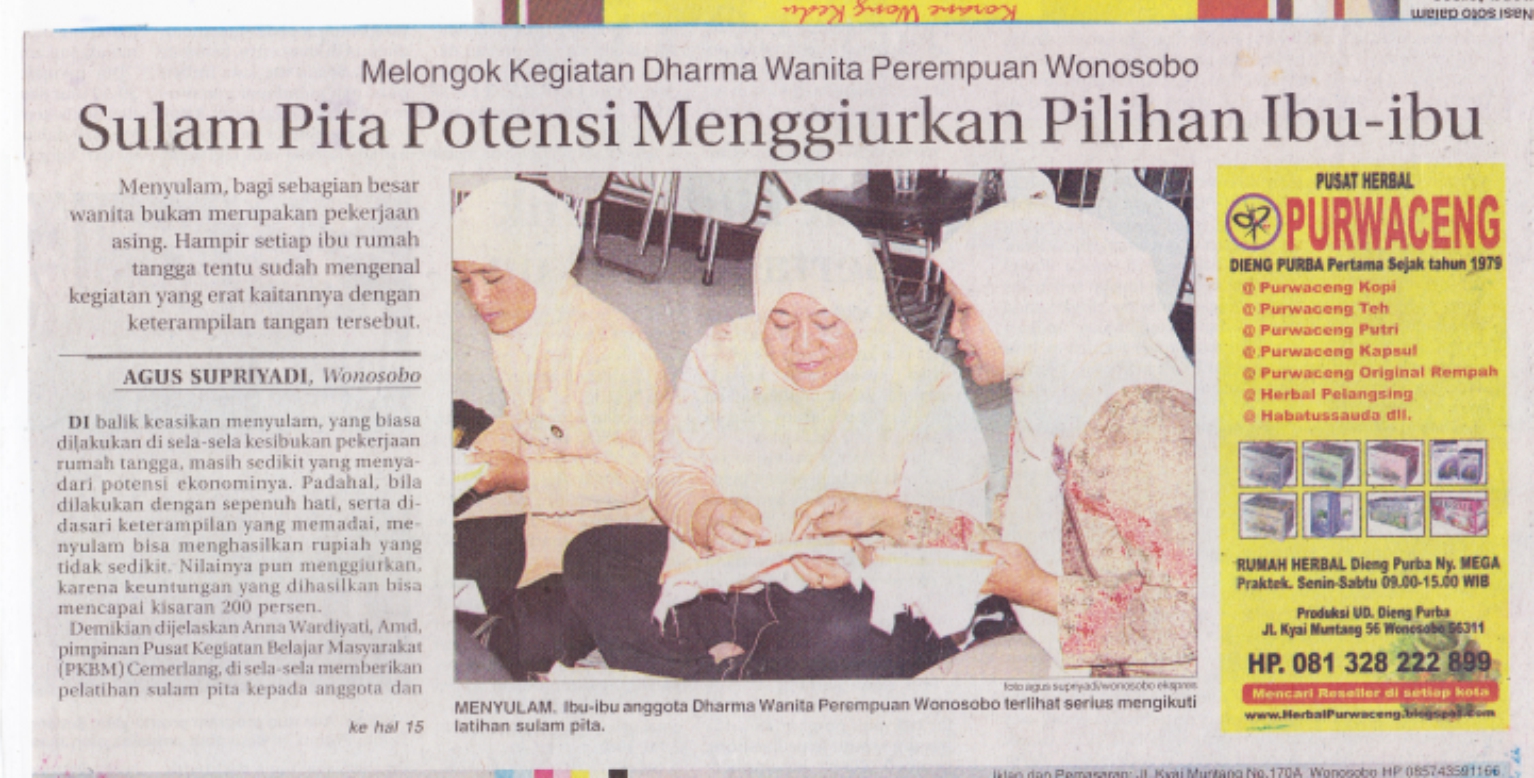 Korane Wong Kedu
Nasi soto dalam
Melongok Kegiatan Dharma Wanita Perempuan Wonosobo
Sulam Pita Potensi Menggiurkan Pilihan Ibu-ibu
Menyulam, bagi sebagian besar
wanita bukan merupakan pekerjaan
asing. Hampir setiap ibu rumah
tangga tentu sudah mengenal
kegiatan yang erat kaitannya dengan
keterampilan tangan tersebut.
AGUS SUPRIYADI, Wonosobo
DI balik keasikan menyulam, yang biasa
dilakukan di sela-sela kesibukan pekerjaan
rumah tangga, masih sedikit yang menya-
dari potensi ekonominya. Padahal, bila
dilakukan dengan sepenuh hati, serta di-
dasari keterampilan yang memadai, me-
nyulam bisa menghasilkan rupiah yang
tidak sedikit. Nilainya pun menggiurkan,
karena keuntungan yang dihasilkan bisa
mencapai kisaran 200 persen.
Demikian dijelaskan Anna Wardiyati, Amd,
pimpinan Pusat Kegiatan Belajar Masyarakat
(PKBM) Cemerlang, di sela-sela memberikan
pelatihan sulam pita kepada anggota dan
ke hal 15
foto agus supriyadi/wonosobo ekspres
MENYULAM. Ibu-ibu anggota Dharma Wanita Perempuan Wonosobo terlihat serius mengikuti
latihan sulam pita.
PUSAT HERBAL
PURWACENG
DIENG PURBA Pertama Sejak tahun 1979
@ Purwaceng Kopi
@ Purwaceng Teh
@ Purwaceng Putri
@ Purwaceng Kapsul
@ Purwaceng Original Rempah
@ Herbal Pelangsing
@ Habatussauda dll.
RUMAH HERBAL Dieng Purba Ny. MEGA
Praktek. Senin-Sabtu 09.00-15.00 WIB
Produksi UD. Dieng Purba
Jl. Kyai Muntang 56 Wonosobo 56311
HP. 081 328 222 899
Mencari Reseller di setiap kota
www.HerbalPurwaceng.blogspot.com
Iklan dan Pemasaran: Jl. Kyai Muntang No.170A Wonosobo HP 085743591166